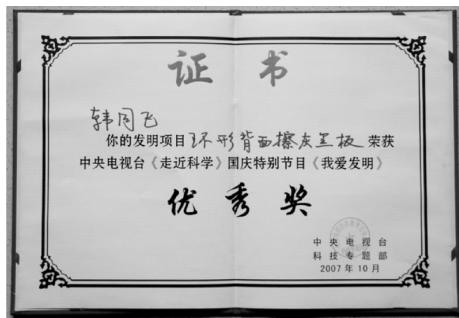 证书
韩同飞
你的发明项目环形背面擦灰黑板荣获
中央电视台《走近科学》国庆特别节目《我爱发明》
优秀奖
中央电视台
科技专题部
2007年10月